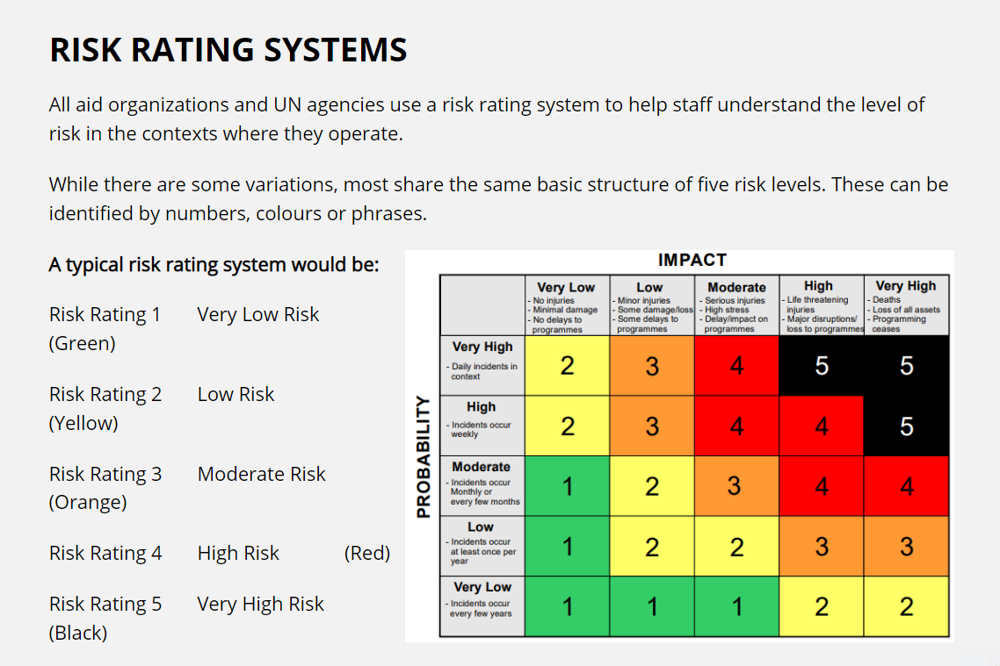 RISK RATING SYSTEMS
All aid organizations and UN agencies use a risk rating system to help staff understand the level of
risk in the contexts where they operate.
While there are some variations, most share the same basic structure of five risk levels. These can be
identified by numbers, colours or phrases.
A typical risk rating system would be:
Risk Rating 1 Very Low Risk
(Green)
Risk Rating 2 Low Risk
(Yellow)
Risk Rating 3 Moderate Risk
(Orange)
Risk Rating 4 High Risk (Red)
Risk Rating 5 Very High Risk
(Black)
IMPACT
Very Low
- No injuries
- Minimal damage
- No delays to
programmes
Low
- Minor injuries
- Some damage/loss
- Some delays to
programmes
Moderate
- Serious injuries
- High stress
- Delay/impact on
programmes
High
- Life threatening
injuries
- Major disruptions/
loss to programmes
Very High
- Deaths
- Loss of all assets
- Programming
ceases
PROBABILITY
Very High
- Daily incidents in
context
2 3 4 5 5
High
- Incidents occur
weekly
2 3 4 4 5
Moderate
- Incidents occur
Monthly or
every few months
1 2 3 4 4
Low
- Incidents occur
at least once per
year
1 2 2 3 3
Very Low
- Incidents occur
every few years
1 1 1 2 2